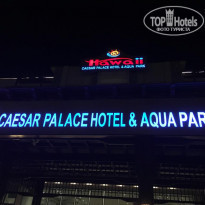 TOP Hotels
ФОТО ТУРИСТА
Hawaii
CAESAR PALACE HOTEL & AQUA PARK
CAESAR PALACE HOTEL & AQUA PAR